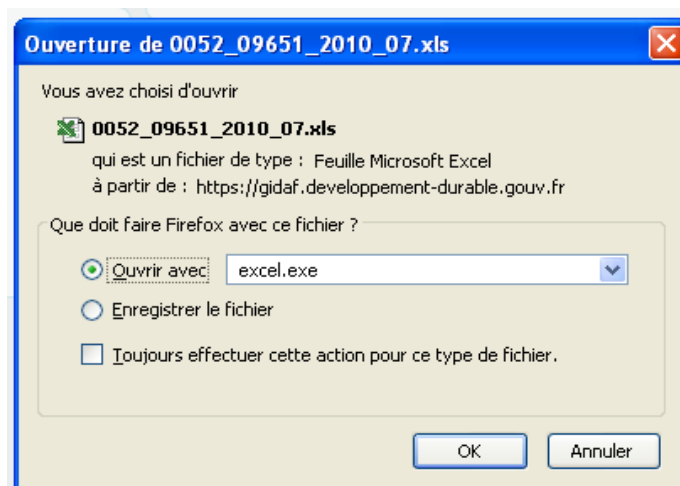 Ouverture de 0052_09651_2010_07.xls
Vous avez choisi d'ouvrir
0052_09651_2010_07.xls
qui est un fichier de type : Feuille Microsoft Excel
à partir de : https://gidaf.developpement-durable.gouv.fr
Que doit faire Firefox avec ce fichier ?
Ouvrir avec excel.exe
Enregistrer le fichier
Toujours effectuer cette action pour ce type de fichier.
OK Annuler